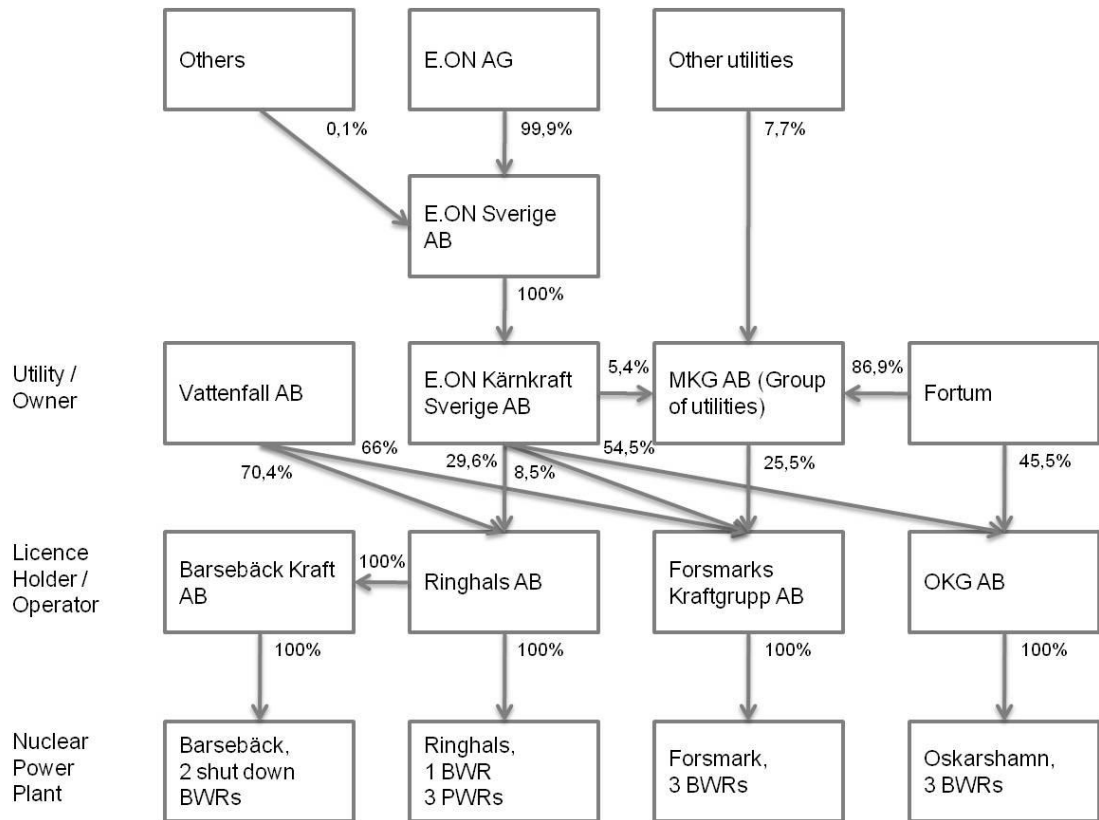 Others
E.ON AG
Other utilities
0,1%
99,9%
7,7%
E.ON Sverige
AB
100%
Utility /
Owner
Vattenfall AB
E.ON Kärnkraft
Sverige AB
5,4%
MKG AB (Group
of utilities)
86,9%
Fortum
70,4%
66%
29,6%
8,5%
54,5%
25,5%
45,5%
Licence
Holder /
Operator
Barsebäck Kraft
AB
100%
Ringhals AB
Forsmarks
Kraftgrupp AB
OKG AB
100%
100%
100%
100%
Nuclear
Power
Plant
Barsebäck,
2 shut down
BWRs
Ringhals,
1 BWR
3 PWRs
Forsmark,
3 BWRs
Oskarshamn,
3 BWRs